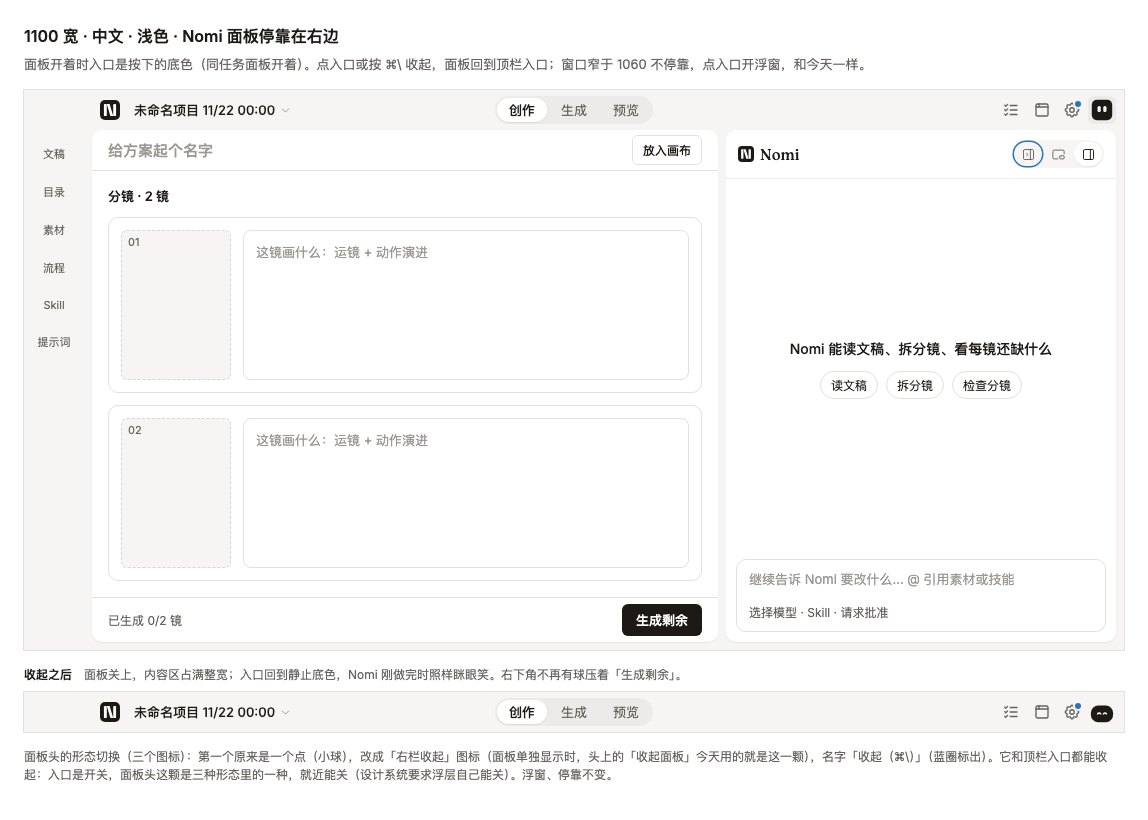 1100 宽 · 中文 · 浅色 · Nomi 面板停靠在右边
面板开着时入口是按下的底色（同任务面板开着）。点入口或按 ⌘\ 收起，面板回到顶栏入口；窗口窄于 1060 不停靠，点入口开浮窗，和今天一样。
未命名项目 11/22 00:00
创作 生成 预览
文稿
目录
素材
流程
Skill
提示词
给方案起个名字
放入画布
分镜 · 2 镜
01
这镜画什么：运镜 + 动作演进
02
这镜画什么：运镜 + 动作演进
已生成 0/2 镜
生成剩余
N Nomi
Nomi 能读文稿、拆分镜、看每镜还缺什么
读文稿 拆分镜 检查分镜
继续告诉 Nomi 要改什么... @ 引用素材或技能
选择模型 · Skill · 请求批准
收起之后 面板关上，内容区占满整宽；入口回到静止底色，Nomi 刚做完时照样眯眼笑。右下角不再有球压着「生成剩余」。
未命名项目 11/22 00:00
创作 生成 预览
面板头的形态切换（三个图标）：第一个原来是一个点（小球），改成「右栏收起」图标（面板单独显示时，头上的「收起面板」今天用的就是这一颗），名字「收起（⌘\）」（蓝圈标出）。它和顶栏入口都能收
起：入口是开关，面板头这颗是三种形态里的一种，就近能关（设计系统要求浮层自己能关）。浮窗、停靠不变。